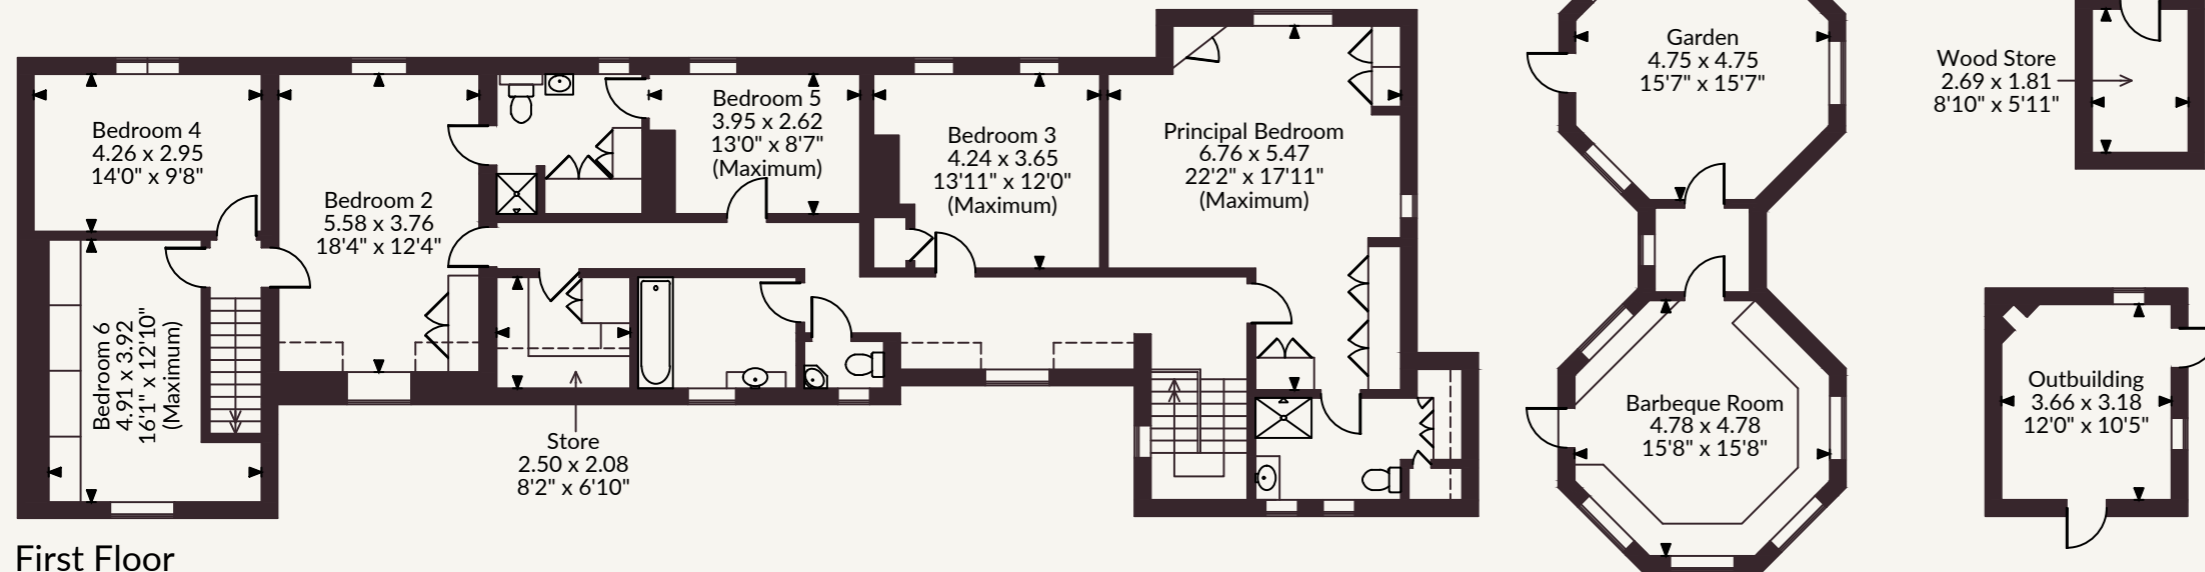 Bedroom 4
4.26 x 2.95
14'0" x 9'8"
Bedroom 2
5.58 x 3.76
18'4" x 12'4"
Bedroom 5
3.95 x 2.62
13'0" x 8'7"
(Maximum)
Bedroom 3
4.24 x 3.65
13'11" x 12'0"
(Maximum)
Principal Bedroom
6.76 x 5.47
22'2" x 17'11"
(Maximum)
Bedroom 6
4.91 x 3.92
16'1" x 12'10"
(Maximum)
Store
2.50 x 2.08
8'2" x 6'10"
First Floor
Garden
4.75 x 4.75
15'7" x 15'7"
Barbeque Room
4.78 x 4.78
15'8" x 15'8"
Wood Store
2.69 x 1.81
8'10" x 5'11"
Outbuilding
3.66 x 3.18
12'0" x 10'5"